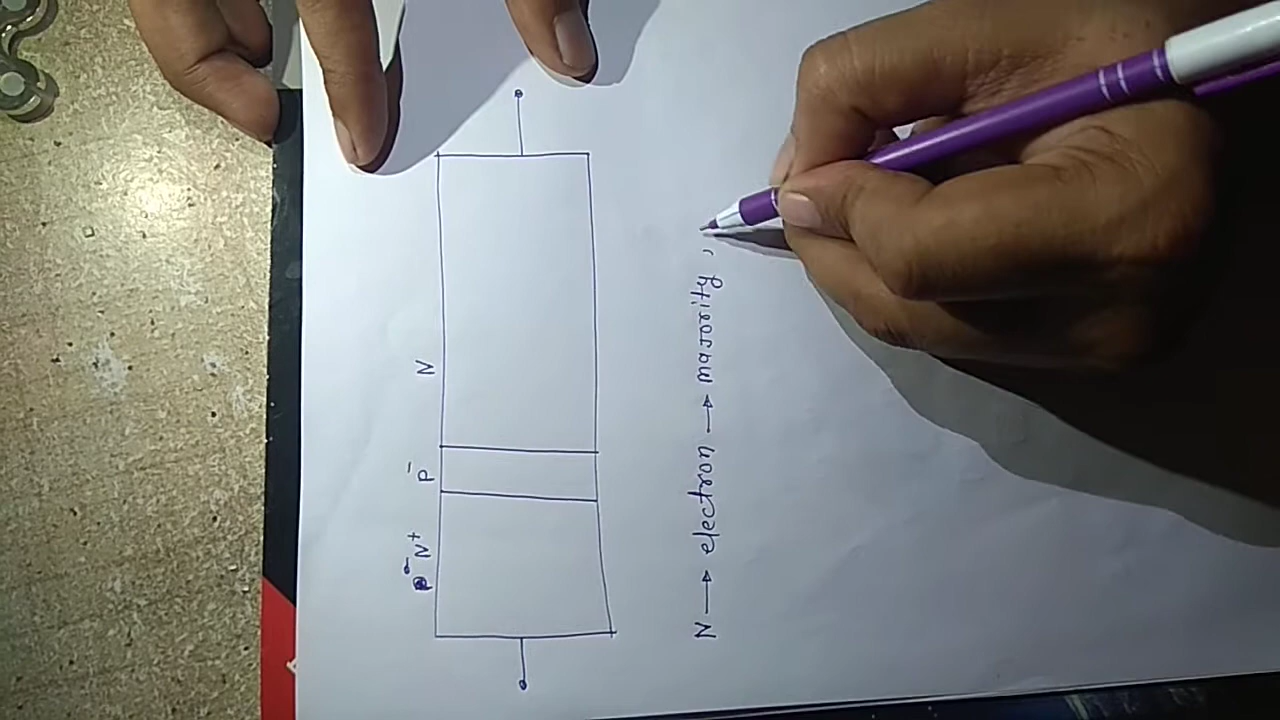 N⁺ P⁻ N
N → electron → Majority,